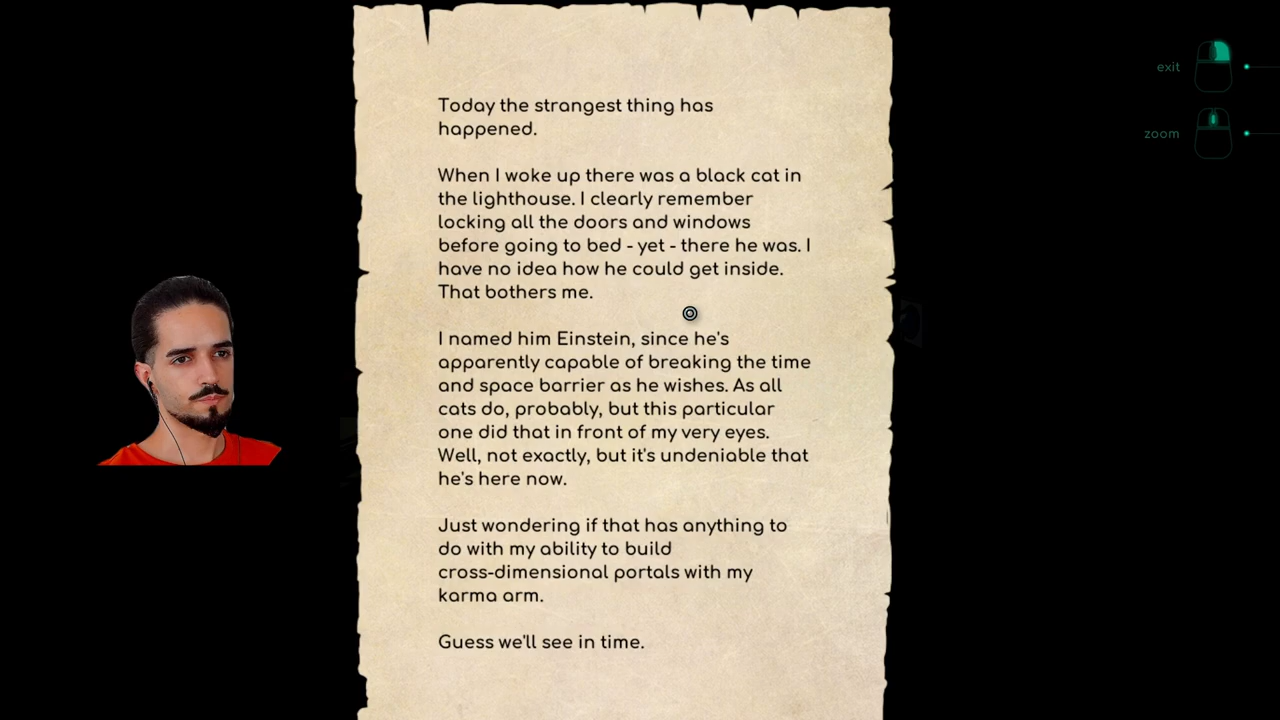 Today the strangest thing has
happened.
When I woke up there was a black cat in
the lighthouse. I clearly remember
locking all the doors and windows
before going to bed - yet - there he was. I
have no idea how he could get inside.
That bothers me.
I named him Einstein, since he's
apparently capable of breaking the time
and space barrier as he wishes. As all
cats do, probably, but this particular
one did that in front of my very eyes.
Well, not exactly, but it's undeniable that
he's here now.
Just wondering if that has anything to
do with my ability to build
cross-dimensional portals with my
karma arm.
Guess we'll see in time.
exit
zoom